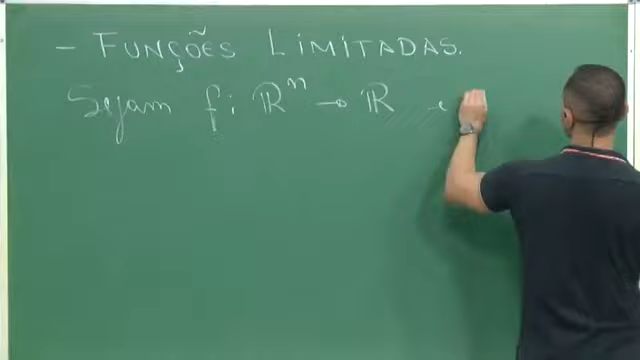 - FUNÇÕES LIMITADAS.
Sejam f: ℝⁿ → ℝ e